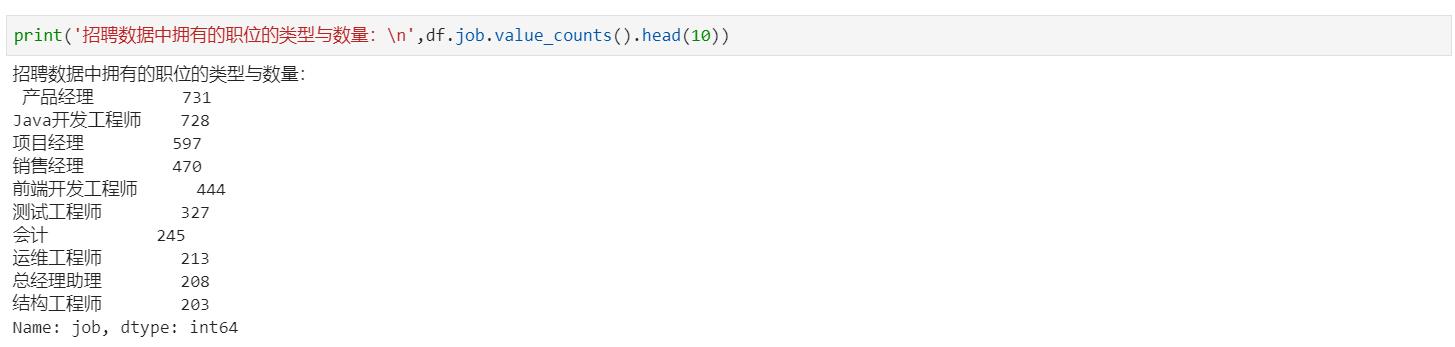 print('招聘数据中拥有的职位的类型与数量：\n',df.job.value_counts().head(10))
招聘数据中拥有的职位的类型与数量：
产品经理 731
Java开发工程师 728
项目经理 597
销售经理 470
前端开发工程师 444
测试工程师 327
会计 245
运维工程师 213
总经理助理 208
结构工程师 203
Name: job, dtype: int64